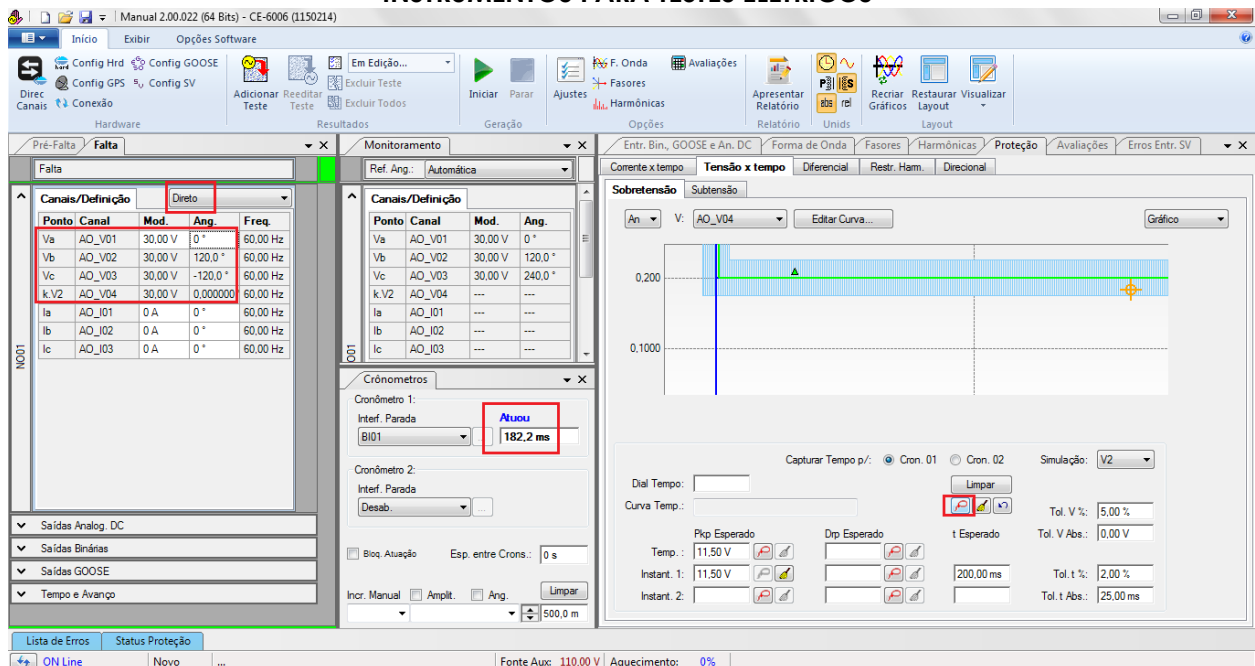 INSTRUMENTOS PARA TESTES ELÉTRICOS
Manual 2.00.022 (64 Bits) - CE-6006 (1150214)
Início Exibir Opções Software
Direc Canais
Config Hrd Config GOOSE
Config GPS Config SV
Conexão
Hardware
Adicionar Teste
Reeditar Teste
Em Edição...
Excluir Teste
Excluir Todos
Resultados
Iniciar Parar
Geração
Ajustes
F. Onda Avaliações
Fasores
Harmônicas
Opções
Apresentar Relatório
Relatório
abs rel
Unids
Recriar Gráficos
Restaurar Layout
Visualizar
Layout
Pré-Falta Falta
Falta
Canais/Definição Direto
Ponto Canal Mod. Ang. Freq.
Va AO_V01 30,00 V 0 ° 60,00 Hz
Vb AO_V02 30,00 V 120,0 ° 60,00 Hz
Vc AO_V03 30,00 V -120,0 ° 60,00 Hz
k.V2 AO_V04 30,00 V 0,000000 60,00 Hz
Ia AO_I01 0 A 0 ° 60,00 Hz
Ib AO_I02 0 A 0 ° 60,00 Hz
Ic AO_I03 0 A 0 ° 60,00 Hz
NO01
Saídas Analog. DC
Saídas Binárias
Saídas GOOSE
Tempo e Avanço
Monitoramento
Ref. Ang.: Automática
Canais/Definição
Ponto Canal Mod. Ang.
Va AO_V01 30,00 V 0 °
Vb AO_V02 30,00 V 120,0 °
Vc AO_V03 30,00 V 240,0 °
k.V2 AO_V04 --- ---
Ia AO_I01 --- ---
Ib AO_I02 --- ---
Ic AO_I03 --- ---
Crônometros
Cronômetro 1:
Interf. Parada Atuou
BI01 ... 182,2 ms
Cronômetro 2:
Interf. Parada
Desab. ...
Bloq. Atuação Esp. entre Crons.: 0 s
Incr. Manual Amplit. Ang. Limpar
500,0 m
Entr. Bin., GOOSE e An. DC Forma de Onda Fasores Harmônicas Proteção Avaliações Erros Entr. SV
Corrente x tempo Tensão x tempo Diferencial Restr. Harm. Direcional
Sobretensão Subtensão
An V: AO_V04 Editar Curva... Gráfico
0,200
0,1000
Capturar Tempo p/: Cron. 01 Cron. 02 Simulação: V2
Dial Tempo: Limpar
Curva Temp.: Tol. V %: 5,00 %
Pkp Esperado Drp Esperado t Esperado Tol. V Abs.: 0,00 V
Temp. : 11,50 V
Instant. 1: 11,50 V 200,00 ms Tol. t %: 2,00 %
Instant. 2: Tol. t Abs.: 25,00 ms
Lista de Erros Status Proteção
ON Line Novo ... Fonte Aux: 110,00 V Aquecimento: 0%